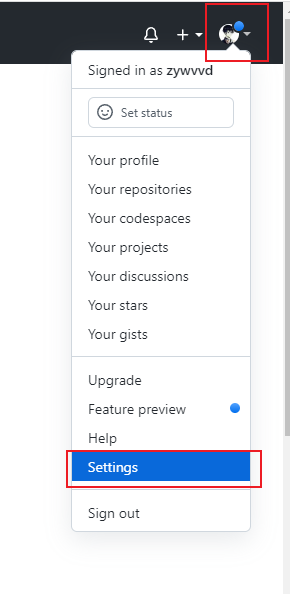 Signed in as zywvvd
Set status
Your profile
Your repositories
Your codespaces
Your projects
Your discussions
Your stars
Your gists
Upgrade
Feature preview
Help
Settings
Sign out